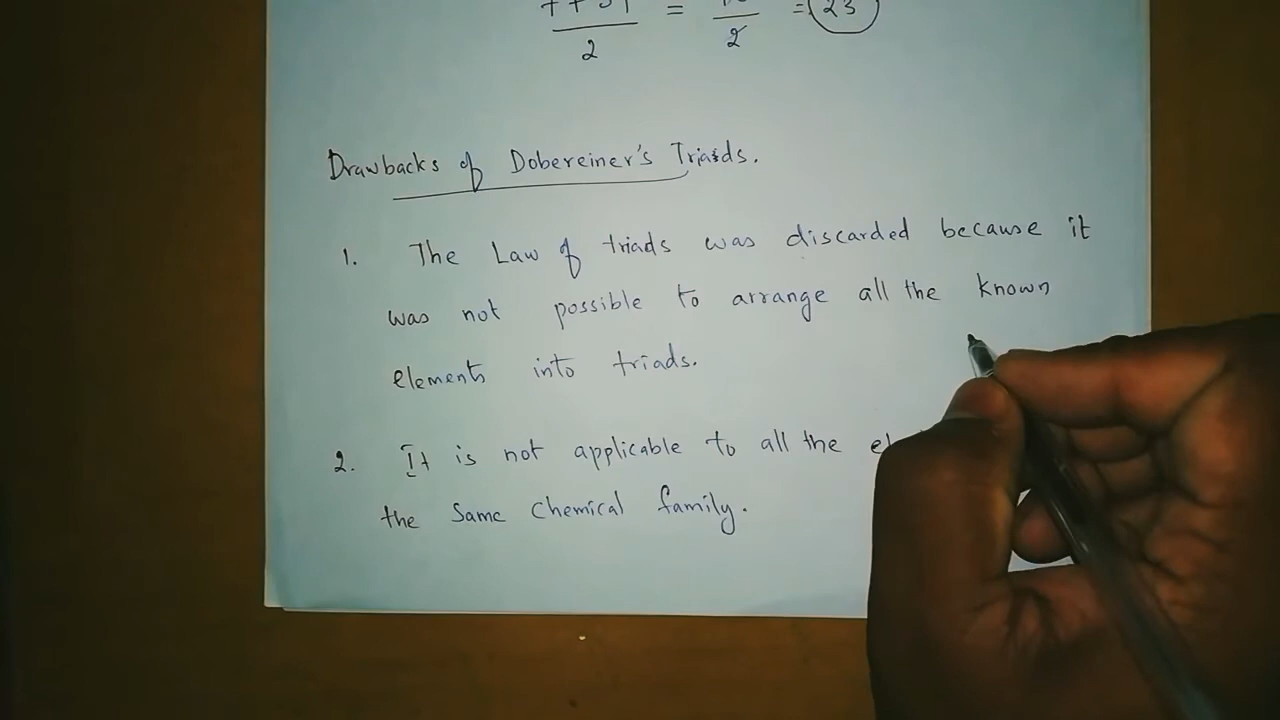 2 = 2 = 23
Drawbacks of Dobereiner's Triads.
1. The Law of triads was discarded because it
was not possible to arrange all the known
elements into triads.
2. It is not applicable to all the
the same chemical family.